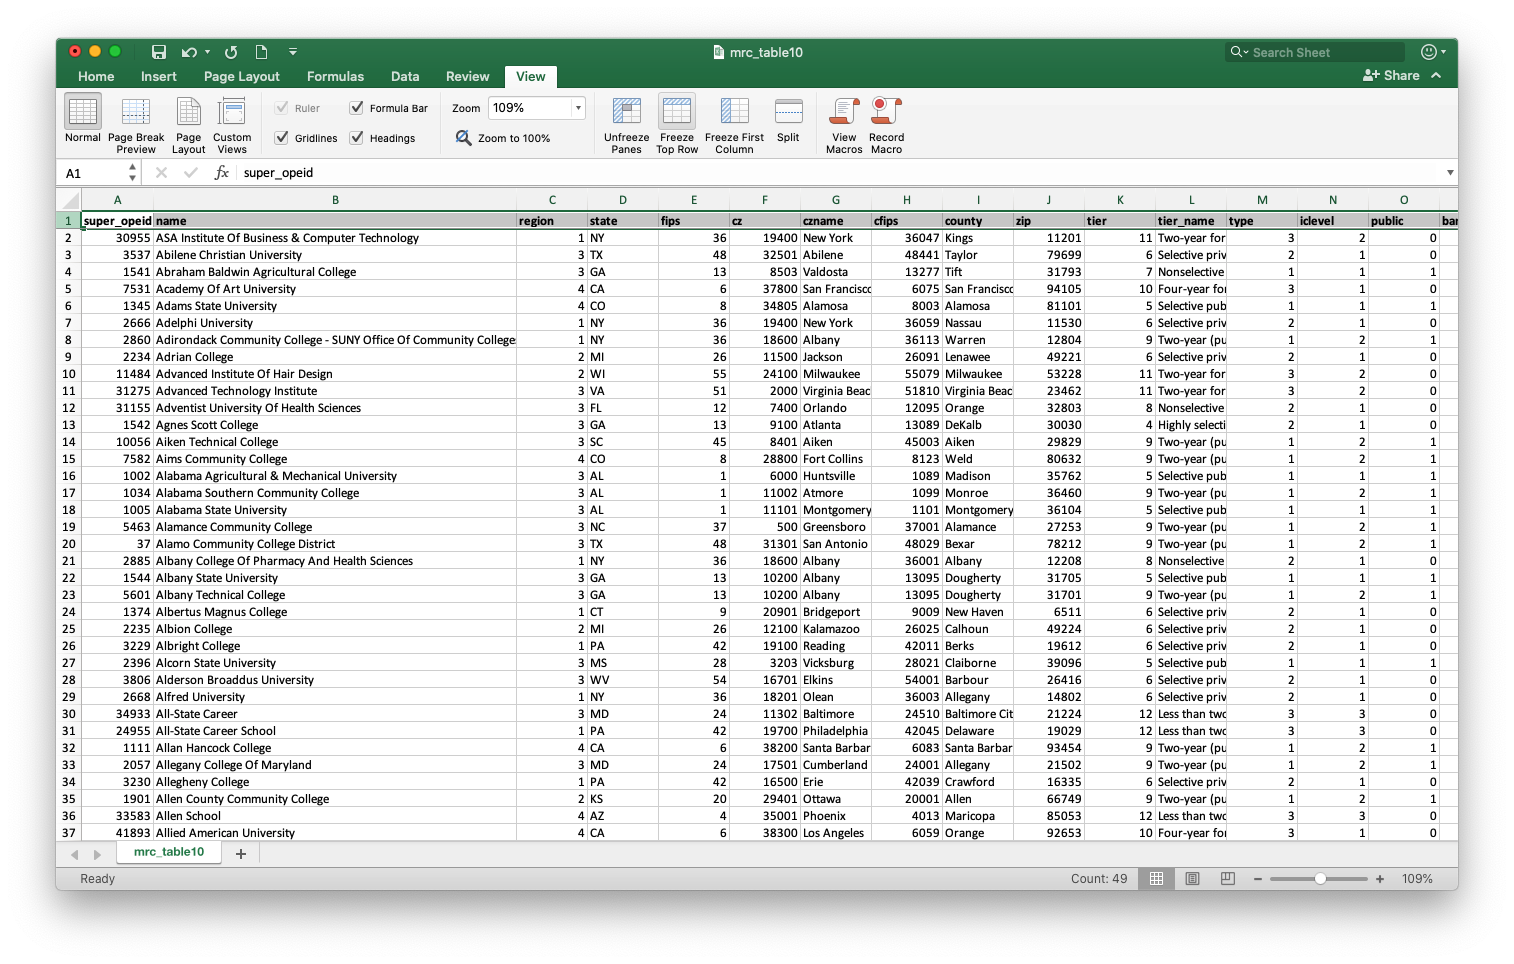 mrc_table10
Search Sheet
Home Insert Page Layout Formulas Data Review View
Share
Normal Page Break Preview Page Layout Custom Views
Ruler Formula Bar
Gridlines Headings
Zoom 109%
Zoom to 100%
Unfreeze Panes Freeze Top Row Freeze First Column Split View Macros Record Macro
A1 fx super_opeid
A B C D E F G H I J K L M N O
1 super_opeid name region state fips cz czname cfips county zip tier tier_name type iclevel public bar
2 30955 ASA Institute Of Business & Computer Technology 1 NY 36 19400 New York 36047 Kings 11201 11 Two-year for 3 2 0
3 3537 Abilene Christian University 3 TX 48 32501 Abilene 48441 Taylor 79699 6 Selective priv 2 1 0
4 1541 Abraham Baldwin Agricultural College 3 GA 13 8503 Valdosta 13277 Tift 31793 7 Nonselective 1 1 1
5 7531 Academy Of Art University 4 CA 6 37800 San Francisco 6075 San Francisco 94105 10 Four-year for 3 1 0
6 1345 Adams State University 4 CO 8 34805 Alamosa 8003 Alamosa 81101 5 Selective pub 1 1 1
7 2666 Adelphi University 1 NY 36 19400 New York 36059 Nassau 11530 6 Selective priv 2 1 0
8 2860 Adirondack Community College - SUNY Office Of Community Colleges 1 NY 36 18600 Albany 36113 Warren 12804 9 Two-year (pu 1 2 1
9 2234 Adrian College 2 MI 26 11500 Jackson 26091 Lenawee 49221 6 Selective priv 2 1 0
10 11484 Advanced Institute Of Hair Design 2 WI 55 24100 Milwaukee 55079 Milwaukee 53228 11 Two-year for 3 2 0
11 31275 Advanced Technology Institute 3 VA 51 2000 Virginia Beac 51810 Virginia Beac 23462 11 Two-year for 3 2 0
12 31155 Adventist University Of Health Sciences 3 FL 12 7400 Orlando 12095 Orange 32803 8 Nonselective 2 1 0
13 1542 Agnes Scott College 3 GA 13 9100 Atlanta 13089 DeKalb 30030 4 Highly selecti 2 1 0
14 10056 Aiken Technical College 3 SC 45 8401 Aiken 45003 Aiken 29829 9 Two-year (pu 1 2 1
15 7582 Aims Community College 4 CO 8 28800 Fort Collins 8123 Weld 80632 9 Two-year (pu 1 2 1
16 1002 Alabama Agricultural & Mechanical University 3 AL 1 6000 Huntsville 1089 Madison 35762 5 Selective pub 1 1 1
17 1034 Alabama Southern Community College 3 AL 1 11002 Atmore 1099 Monroe 36460 9 Two-year (pu 1 2 1
18 1005 Alabama State University 3 AL 1 11101 Montgomery 1101 Montgomery 36104 5 Selective pub 1 1 1
19 5463 Alamance Community College 3 NC 37 500 Greensboro 37001 Alamance 27253 9 Two-year (pu 1 2 1
20 37 Alamo Community College District 3 TX 48 31301 San Antonio 48029 Bexar 78212 9 Two-year (pu 1 2 1
21 2885 Albany College Of Pharmacy And Health Sciences 1 NY 36 18600 Albany 36001 Albany 12208 8 Nonselective 2 1 0
22 1544 Albany State University 3 GA 13 10200 Albany 13095 Dougherty 31705 5 Selective pub 1 1 1
23 5601 Albany Technical College 3 GA 13 10200 Albany 13095 Dougherty 31701 9 Two-year (pu 1 2 1
24 1374 Albertus Magnus College 1 CT 9 20901 Bridgeport 9009 New Haven 6511 6 Selective priv 2 1 0
25 2235 Albion College 2 MI 26 12100 Kalamazoo 26025 Calhoun 49224 6 Selective priv 2 1 0
26 3229 Albright College 1 PA 42 19100 Reading 42011 Berks 19612 6 Selective priv 2 1 0
27 2396 Alcorn State University 3 MS 28 3203 Vicksburg 28021 Claiborne 39096 5 Selective pub 1 1 1
28 3806 Alderson Broaddus University 3 WV 54 16701 Elkins 54001 Barbour 26416 6 Selective priv 2 1 0
29 2668 Alfred University 1 NY 36 18201 Olean 36003 Allegany 14802 6 Selective priv 2 1 0
30 34933 All-State Career 3 MD 24 11302 Baltimore 24510 Baltimore Cit 21224 12 Less than two 3 3 0
31 24955 All-State Career School 1 PA 42 19700 Philadelphia 42045 Delaware 19029 12 Less than two 3 3 0
32 1111 Allan Hancock College 4 CA 6 38200 Santa Barbar 6083 Santa Barbar 93454 9 Two-year (pu 1 2 1
33 2057 Allegany College Of Maryland 3 MD 24 17501 Cumberland 24001 Allegany 21502 9 Two-year (pu 1 2 1
34 3230 Allegheny College 1 PA 42 16500 Erie 42039 Crawford 16335 6 Selective priv 2 1 0
35 1901 Allen County Community College 2 KS 20 29401 Ottawa 20001 Allen 66749 9 Two-year (pu 1 2 1
36 33583 Allen School 4 AZ 4 35001 Phoenix 4013 Maricopa 85053 12 Less than two 3 3 0
37 41893 Allied American University 4 CA 6 38300 Los Angeles 6059 Orange 92653 10 Four-year for 3 1 0
mrc_table10
Ready Count: 49 109%